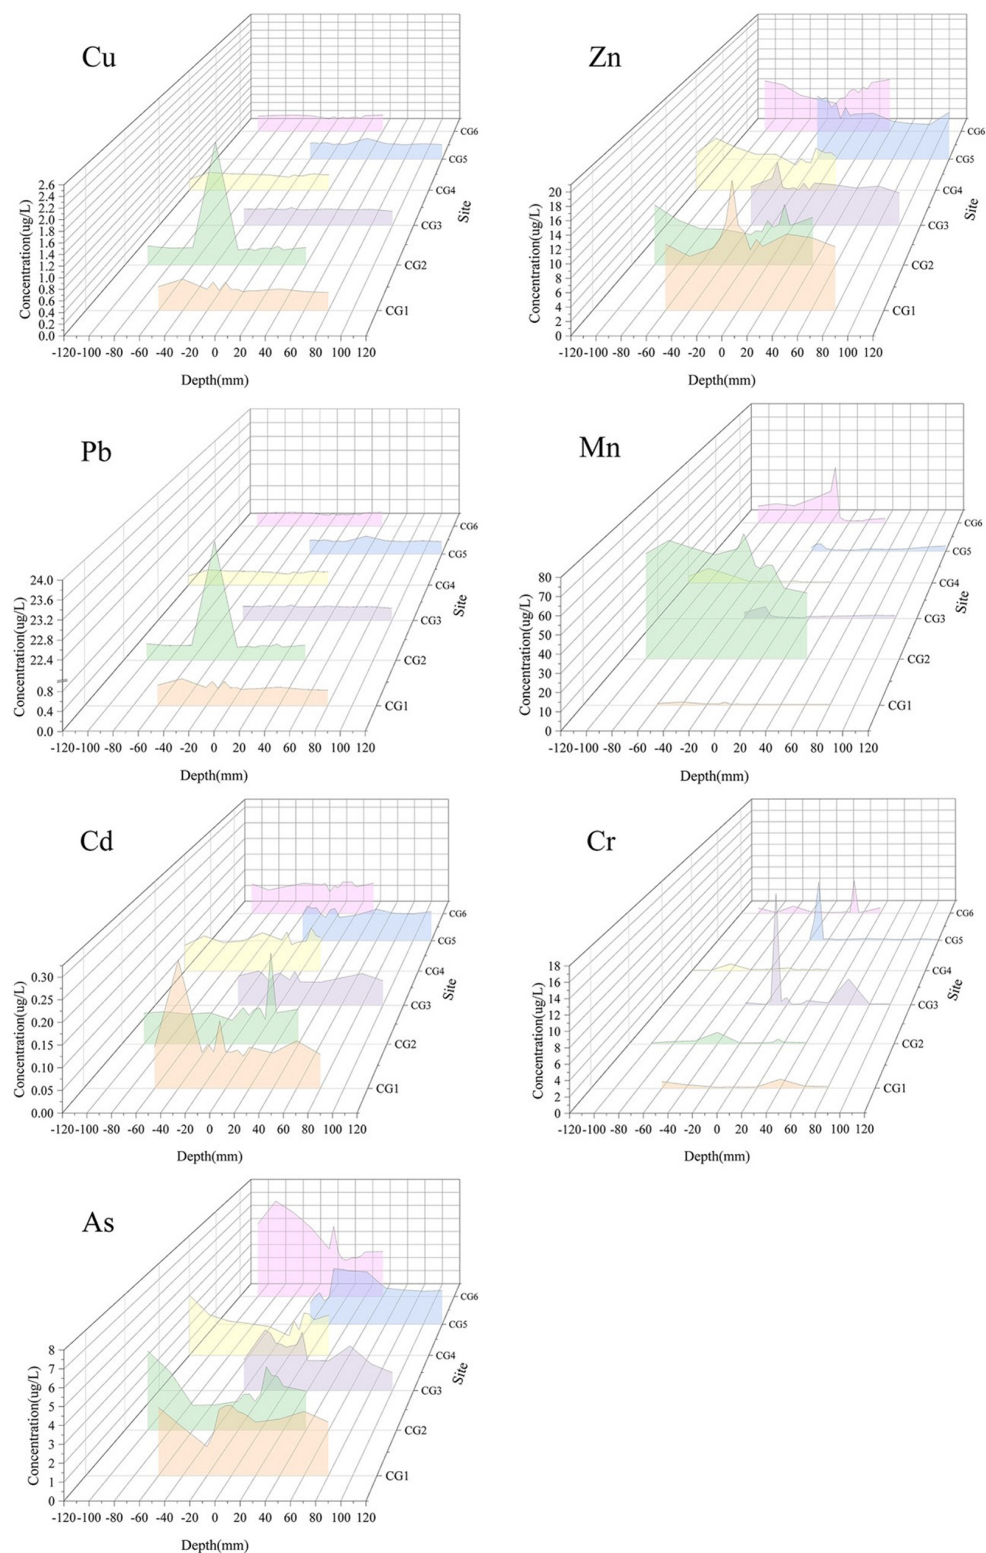 Cu
Concentration(ug/L)
2.6
2.4
2.2
2.0
1.8
1.6
1.4
1.2
1.0
0.8
0.6
0.4
0.2
0.0
-120 -100 -80 -60 -40 -20 0 20 40 60 80 100 120
Depth(mm)
CG6
CG5
CG4
CG3
CG2
CG1
Site
Zn
Concentration(ug/L)
20
18
16
14
12
10
8
6
4
2
0
-120 -100 -80 -60 -40 -20 0 20 40 60 80 100 120
Depth(mm)
CG6
CG5
CG4
CG3
CG2
CG1
Site
Pb
Concentration(ug/L)
24.0
23.6
23.2
22.8
22.4
0.8
0.4
0.0
-120 -100 -80 -60 -40 -20 0 20 40 60 80 100 120
Depth(mm)
CG6
CG5
CG4
CG3
CG2
CG1
Site
Mn
Concentration(ug/L)
80
70
60
50
40
30
20
10
0
-120 -100 -80 -60 -40 -20 0 20 40 60 80 100 120
Depth(mm)
CG6
CG5
CG4
CG3
CG2
CG1
Site
Cd
Concentration(ug/L)
0.30
0.25
0.20
0.15
0.10
0.05
0.00
-120 -100 -80 -60 -40 -20 0 20 40 60 80 100 120
Depth(mm)
CG6
CG5
CG4
CG3
CG2
CG1
Site
Cr
Concentration(ug/L)
18
16
14
12
10
8
6
4
2
0
-120 -100 -80 -60 -40 -20 0 20 40 60 80 100 120
Depth(mm)
CG6
CG5
CG4
CG3
CG2
CG1
Site
As
Concentration(ug/L)
8
7
6
5
4
3
2
1
0
-120 -100 -80 -60 -40 -20 0 20 40 60 80 100 120
Depth(mm)
CG6
CG5
CG4
CG3
CG2
CG1
Site